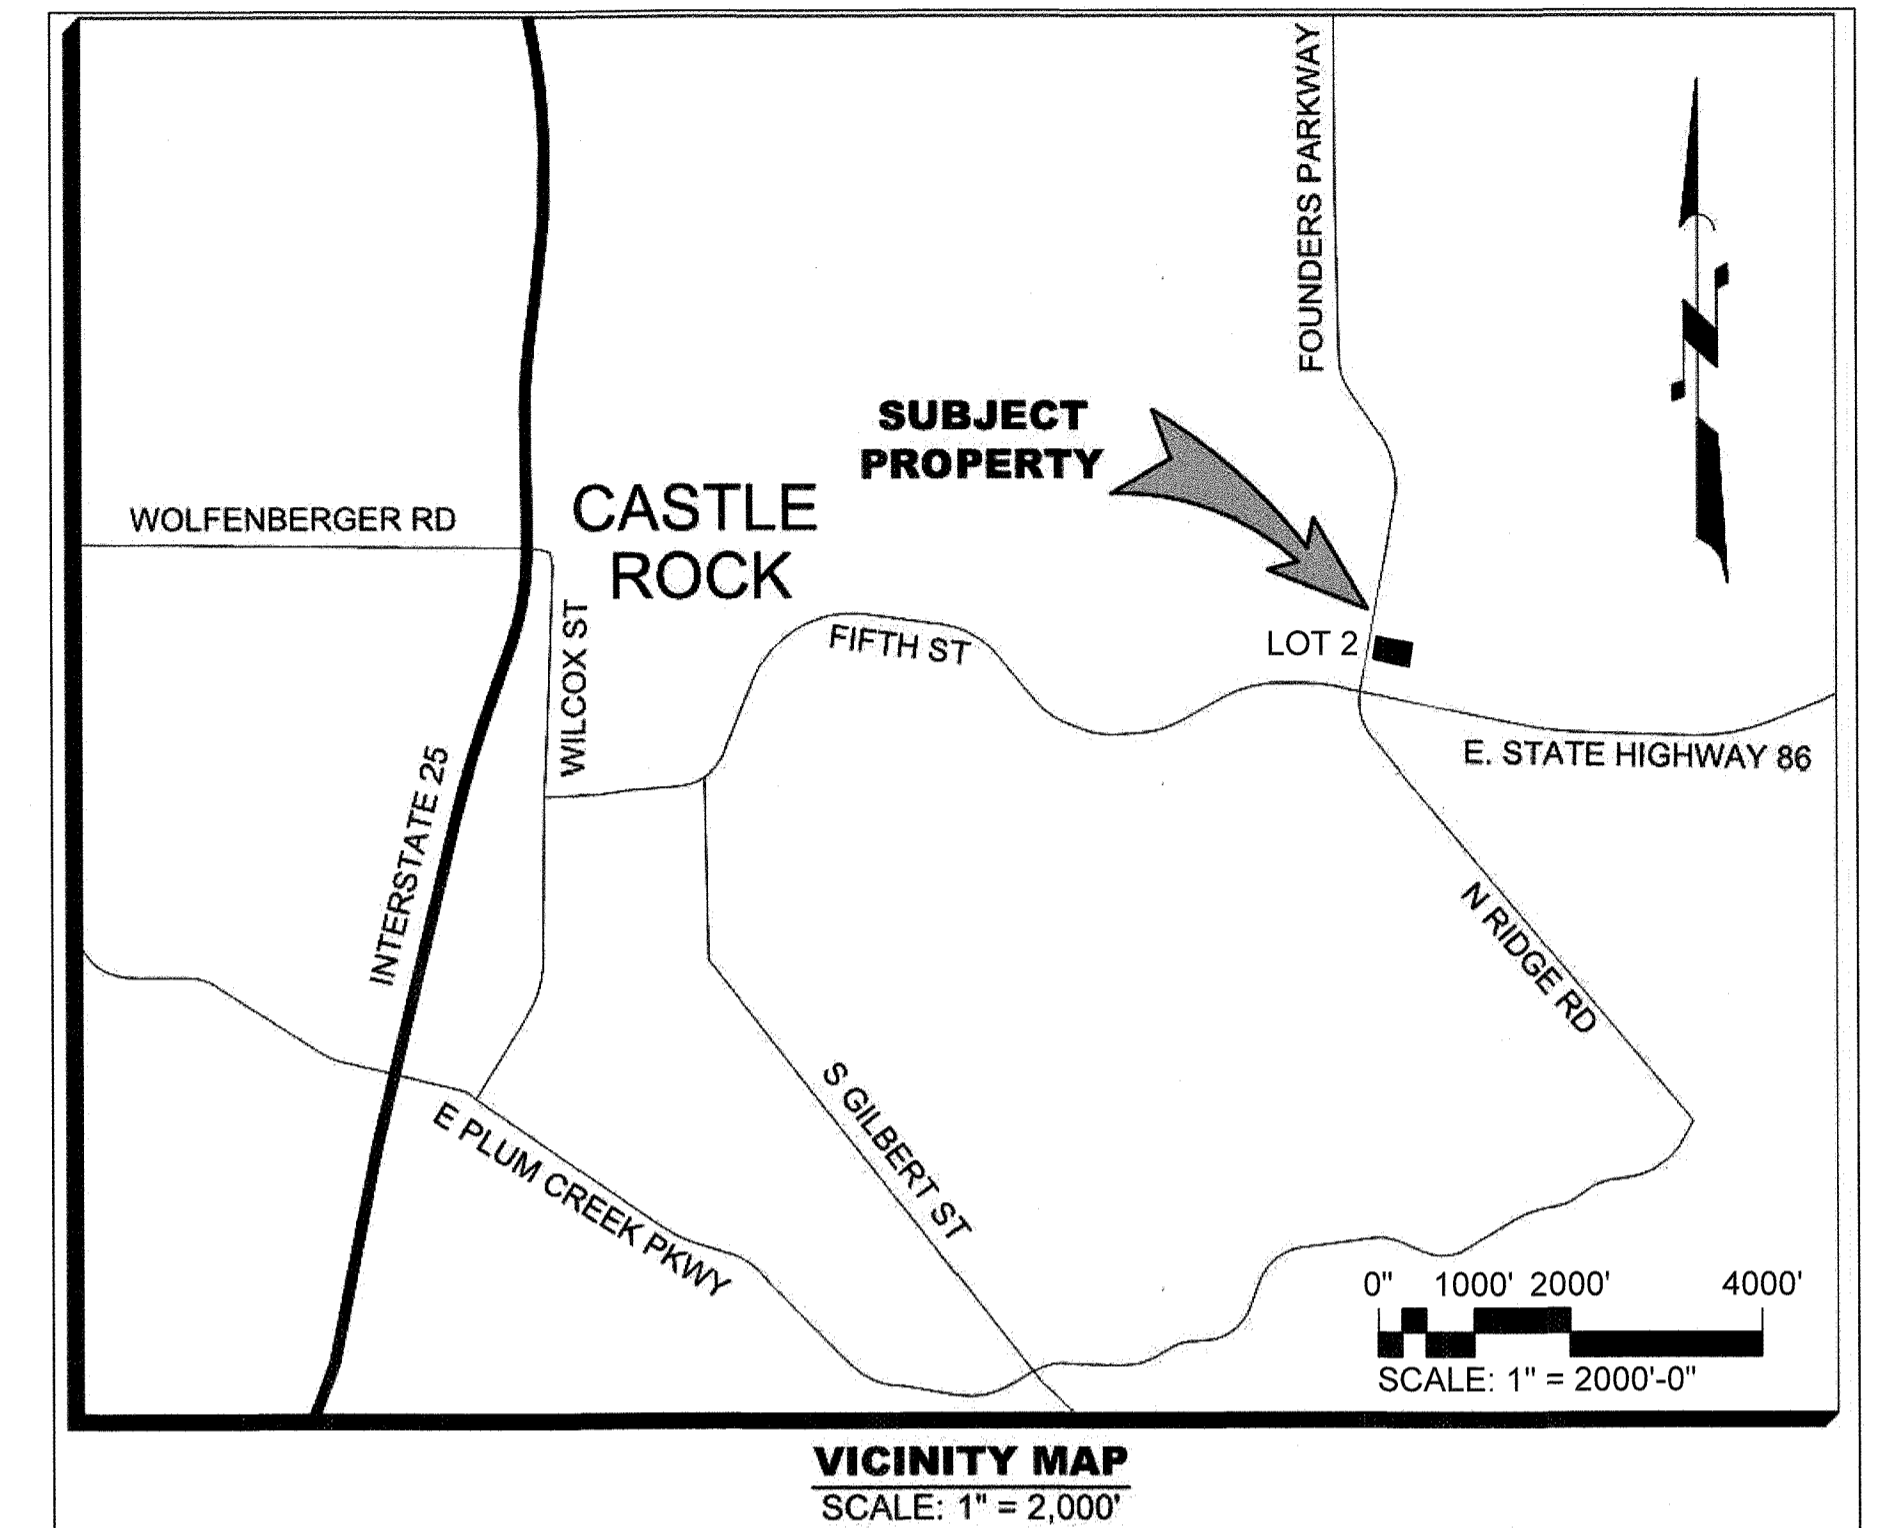 FOUNDERS PARKWAY
SUBJECT
PROPERTY
WOLFENBERGER RD
CASTLE
ROCK
WILCOX ST
FIFTH ST
LOT 2
E. STATE HIGHWAY 86
INTERSTATE 25
N RIDGE RD
S GILBERT ST
E PLUM CREEK PKWY
0" 1000' 2000' 4000'
SCALE: 1" = 2000'-0"
VICINITY MAP
SCALE: 1" = 2,000'